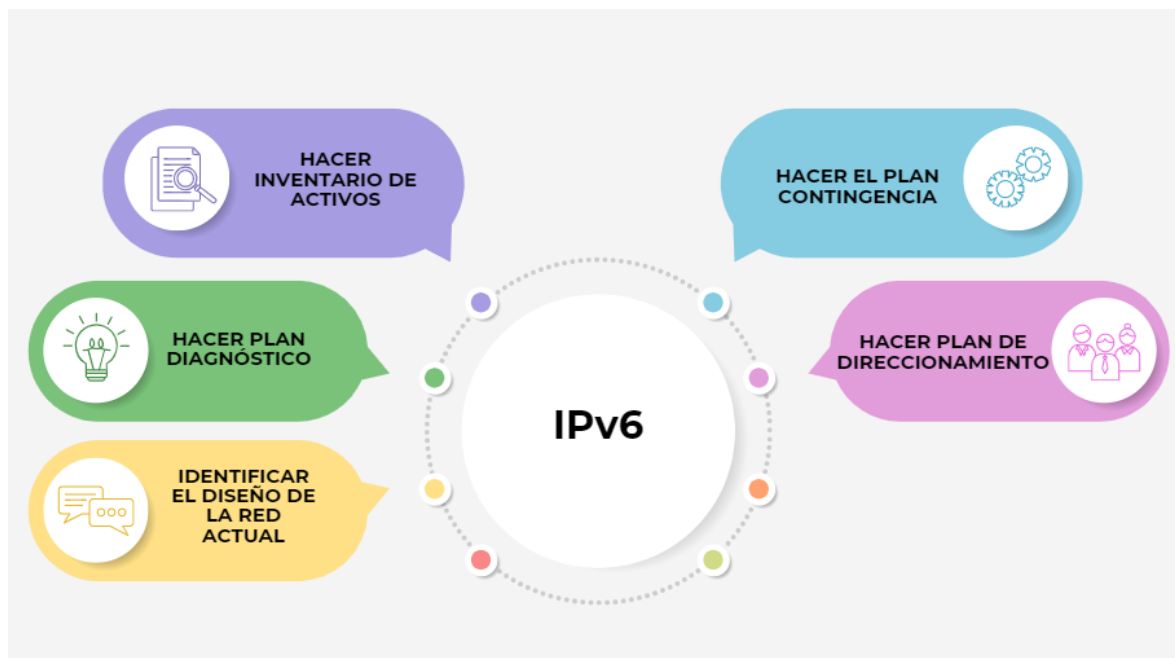 HACER
INVENTARIO DE
ACTIVOS
HACER PLAN
DIAGNÓSTICO
IDENTIFICAR
EL DISEÑO DE
LA RED
ACTUAL
IPv6
HACER EL PLAN
CONTINGENCIA
HACER PLAN DE
DIRECCIONAMIENTO